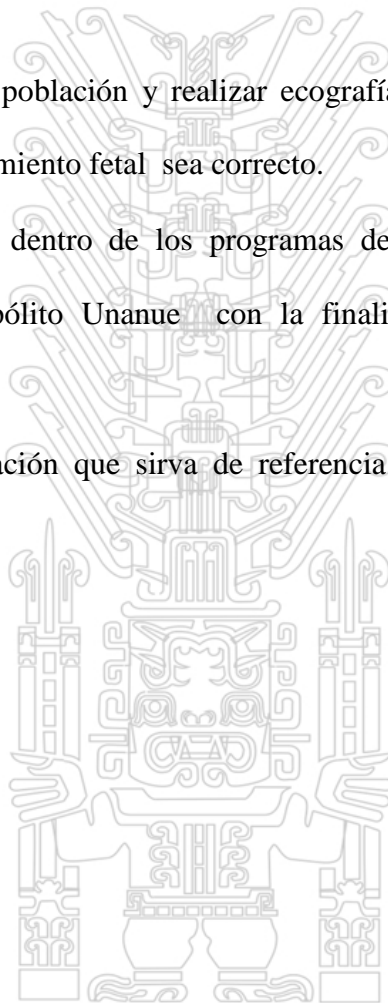 población y realizar ecografía
miento fetal sea correcto.
dentro de los programas de
pólito Unanue con la finali
ación que sirva de referencia